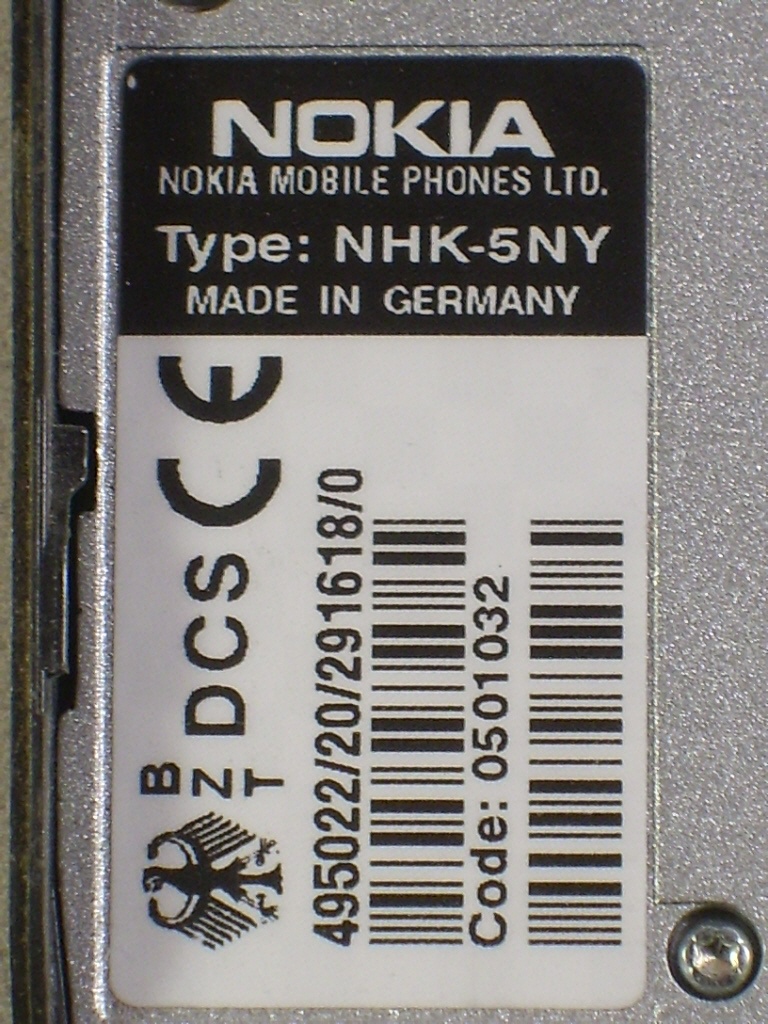 NOKIA
NOKIA MOBILE PHONES LTD.
Type: NHK-5NY
MADE IN GERMANY
CE
DCS
B
Z
T
495022/20/291618/0
Code: 0501032